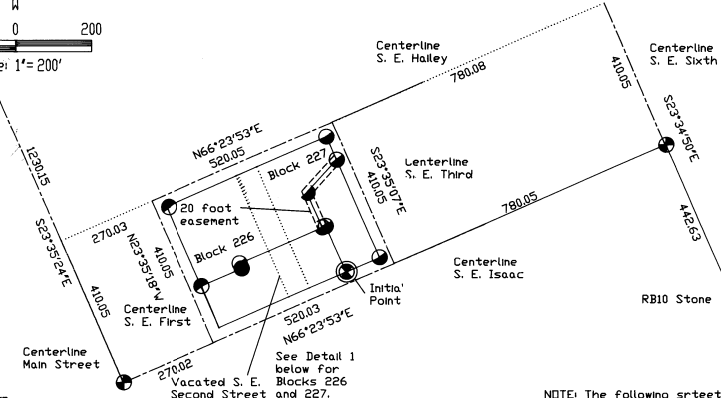 W
0 200
1"= 200'
Centerline
S. E. Hailey
780.08
Centerline
S. E. Sixth
410.05
S23°34'50"E
N66°23'53"E
520.05
1230.15
S23°35'24"E
Block 227
S23°35'07"E
410.05
Centerline
S. E. Third
20 foot
easement
780.05
270.03
N23°35'18"W
410.05
Block 226
442.63
Centerline
S. E. Isaac
410.05
Initial
Point
RB10 Stone
Centerline
S. E. First
520.03
N66°23'53"E
Centerline
Main Street
270.02
Vacated S. E.
Second Street
See Detail 1
below for
Blocks 226
and 227.
NOTE: The following srteet